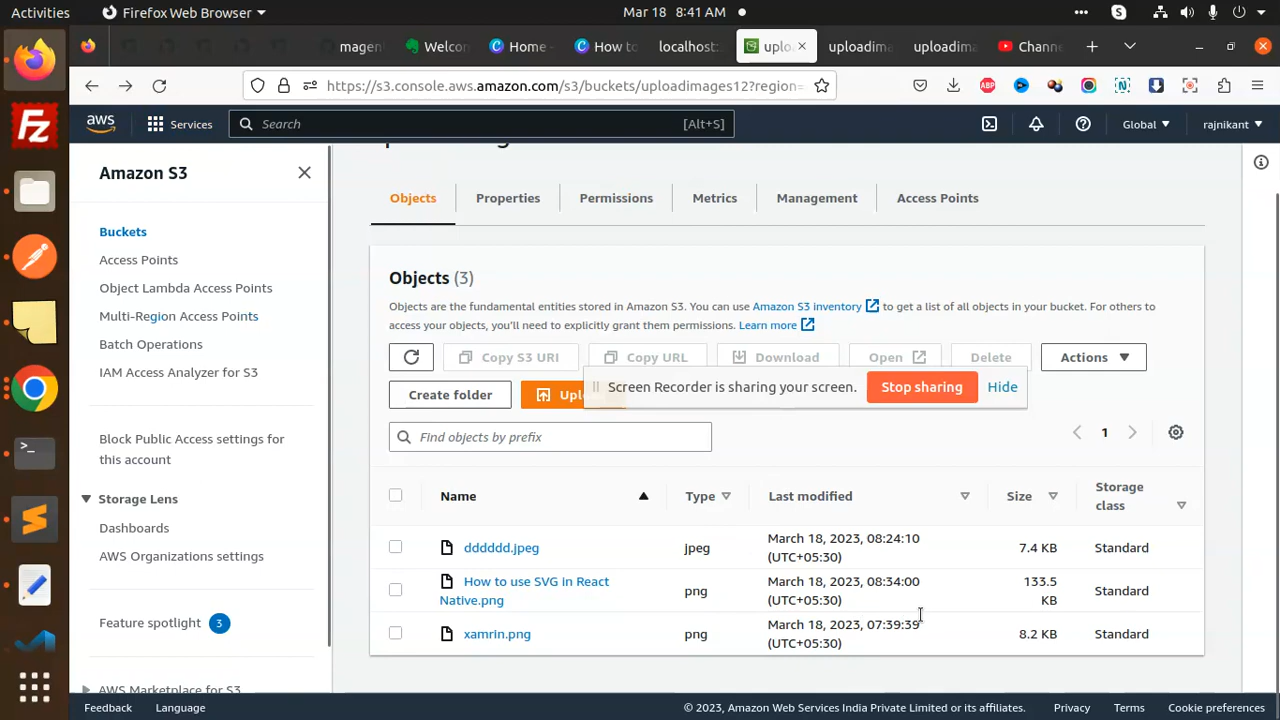 Activities
Firefox Web Browser
Mar 18 8:41 AM
magen
Welcon
Home -
How to
localhost:
uploa
uploadima
uploadima
Chann
https://s3.console.aws.amazon.com/s3/buckets/uploadimages12?region=
ABP
aws
Services
Search
[Alt+S]
Global
rajnikant
Amazon S3
Buckets
Access Points
Object Lambda Access Points
Multi-Region Access Points
Batch Operations
IAM Access Analyzer for S3
Block Public Access settings for
this account
Storage Lens
Dashboards
AWS Organizations settings
Feature spotlight 3
AWS Marketplace for S3
Objects
Properties
Permissions
Metrics
Management
Access Points
Objects (3)
Objects are the fundamental entities stored in Amazon S3. You can use Amazon S3 inventory to get a list of all objects in your bucket. For others to
access your objects, you'll need to explicitly grant them permissions. Learn more
Copy S3 URI
Copy URL
Download
Open
Delete
Actions
Create folder
Screen Recorder is sharing your screen.
Stop sharing
Hide
Find objects by prefix
1
Name
Type
Last modified
Size
Storage
class
dddddd.jpeg
jpeg
March 18, 2023, 08:24:10
(UTC+05:30)
7.4 KB
Standard
How to use SVG in React
Native.png
png
March 18, 2023, 08:34:00
(UTC+05:30)
133.5
KB
Standard
xamrin.png
png
March 18, 2023, 07:39:39
(UTC+05:30)
8.2 KB
Standard
Feedback
Language
© 2023, Amazon Web Services India Private Limited or its affiliates.
Privacy
Terms
Cookie preferences